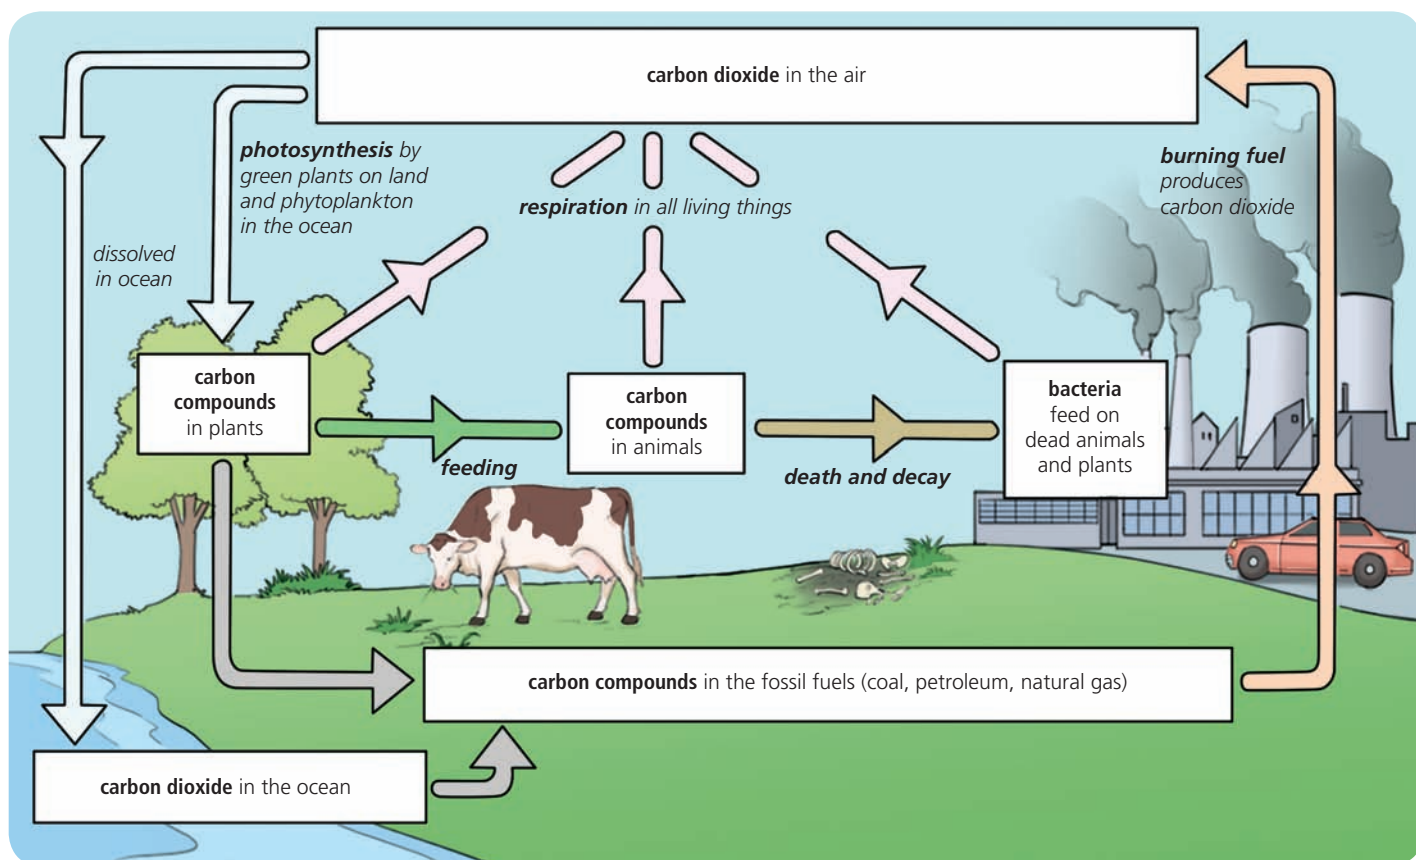 carbon dioxide in the air
photosynthesis by
green plants on land
and phytoplankton
in the ocean
burning fuel
produces
carbon dioxide
respiration in all living things
dissolved
in ocean
carbon
compounds
in plants
carbon
compounds
in animals
bacteria
feed on
dead animals
and plants
feeding
death and decay
carbon compounds in the fossil fuels (coal, petroleum, natural gas)
carbon dioxide in the ocean